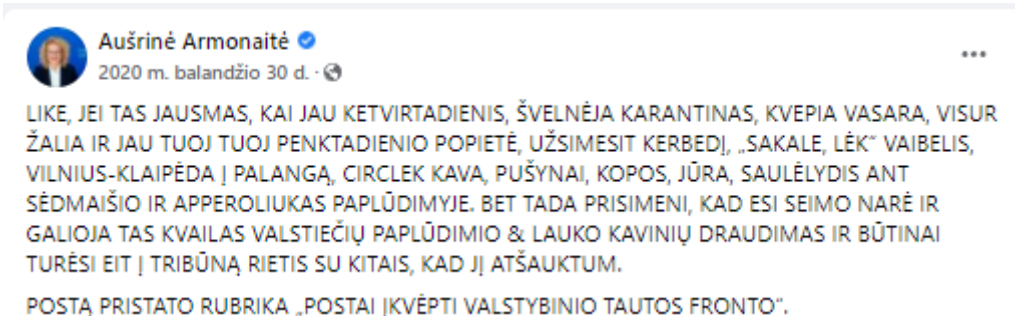 Aušrinė Armonaitė
2020 m. balandžio 30 d. ·
LIKE, JEI TAS JAUSMAS, KAI JAU KETVIRTADIENIS, ŠVELNĖJA KARANTINAS, KVEPIA VASARA, VISUR
ŽALIA IR JAU TUOJ TUOJ PENKTADIENIO POPIETĖ, UŽSIMESIT KERBEDĮ, „SAKALE, LĖK“ VAIBELIS,
VILNIUS-KLAIPĖDA Į PALANGĄ, CIRCLEK KAVA, PUŠYNAI, KOPOS, JŪRA, SAULĖLYDIS ANT
SĖDMAIŠIO IR APPEROLIUKAS PAPLŪDIMYJE. BET TADA PRISIMENI, KAD ESI SEIMO NARĖ IR
GALIOJA TAS KVAILAS VALSTIEČIŲ PAPLŪDIMIO & LAUKO KAVINIŲ DRAUDIMAS IR BŪTINAI
TURĖSI EIT Į TRIBŪNĄ RIETIS SU KITAIS, KAD JĮ ATŠAUKTUM.
POSTĄ PRISTATO RUBRIKA „POSTAI ĮKVĖPTI VALSTYBINIO TAUTOS FRONTO“.